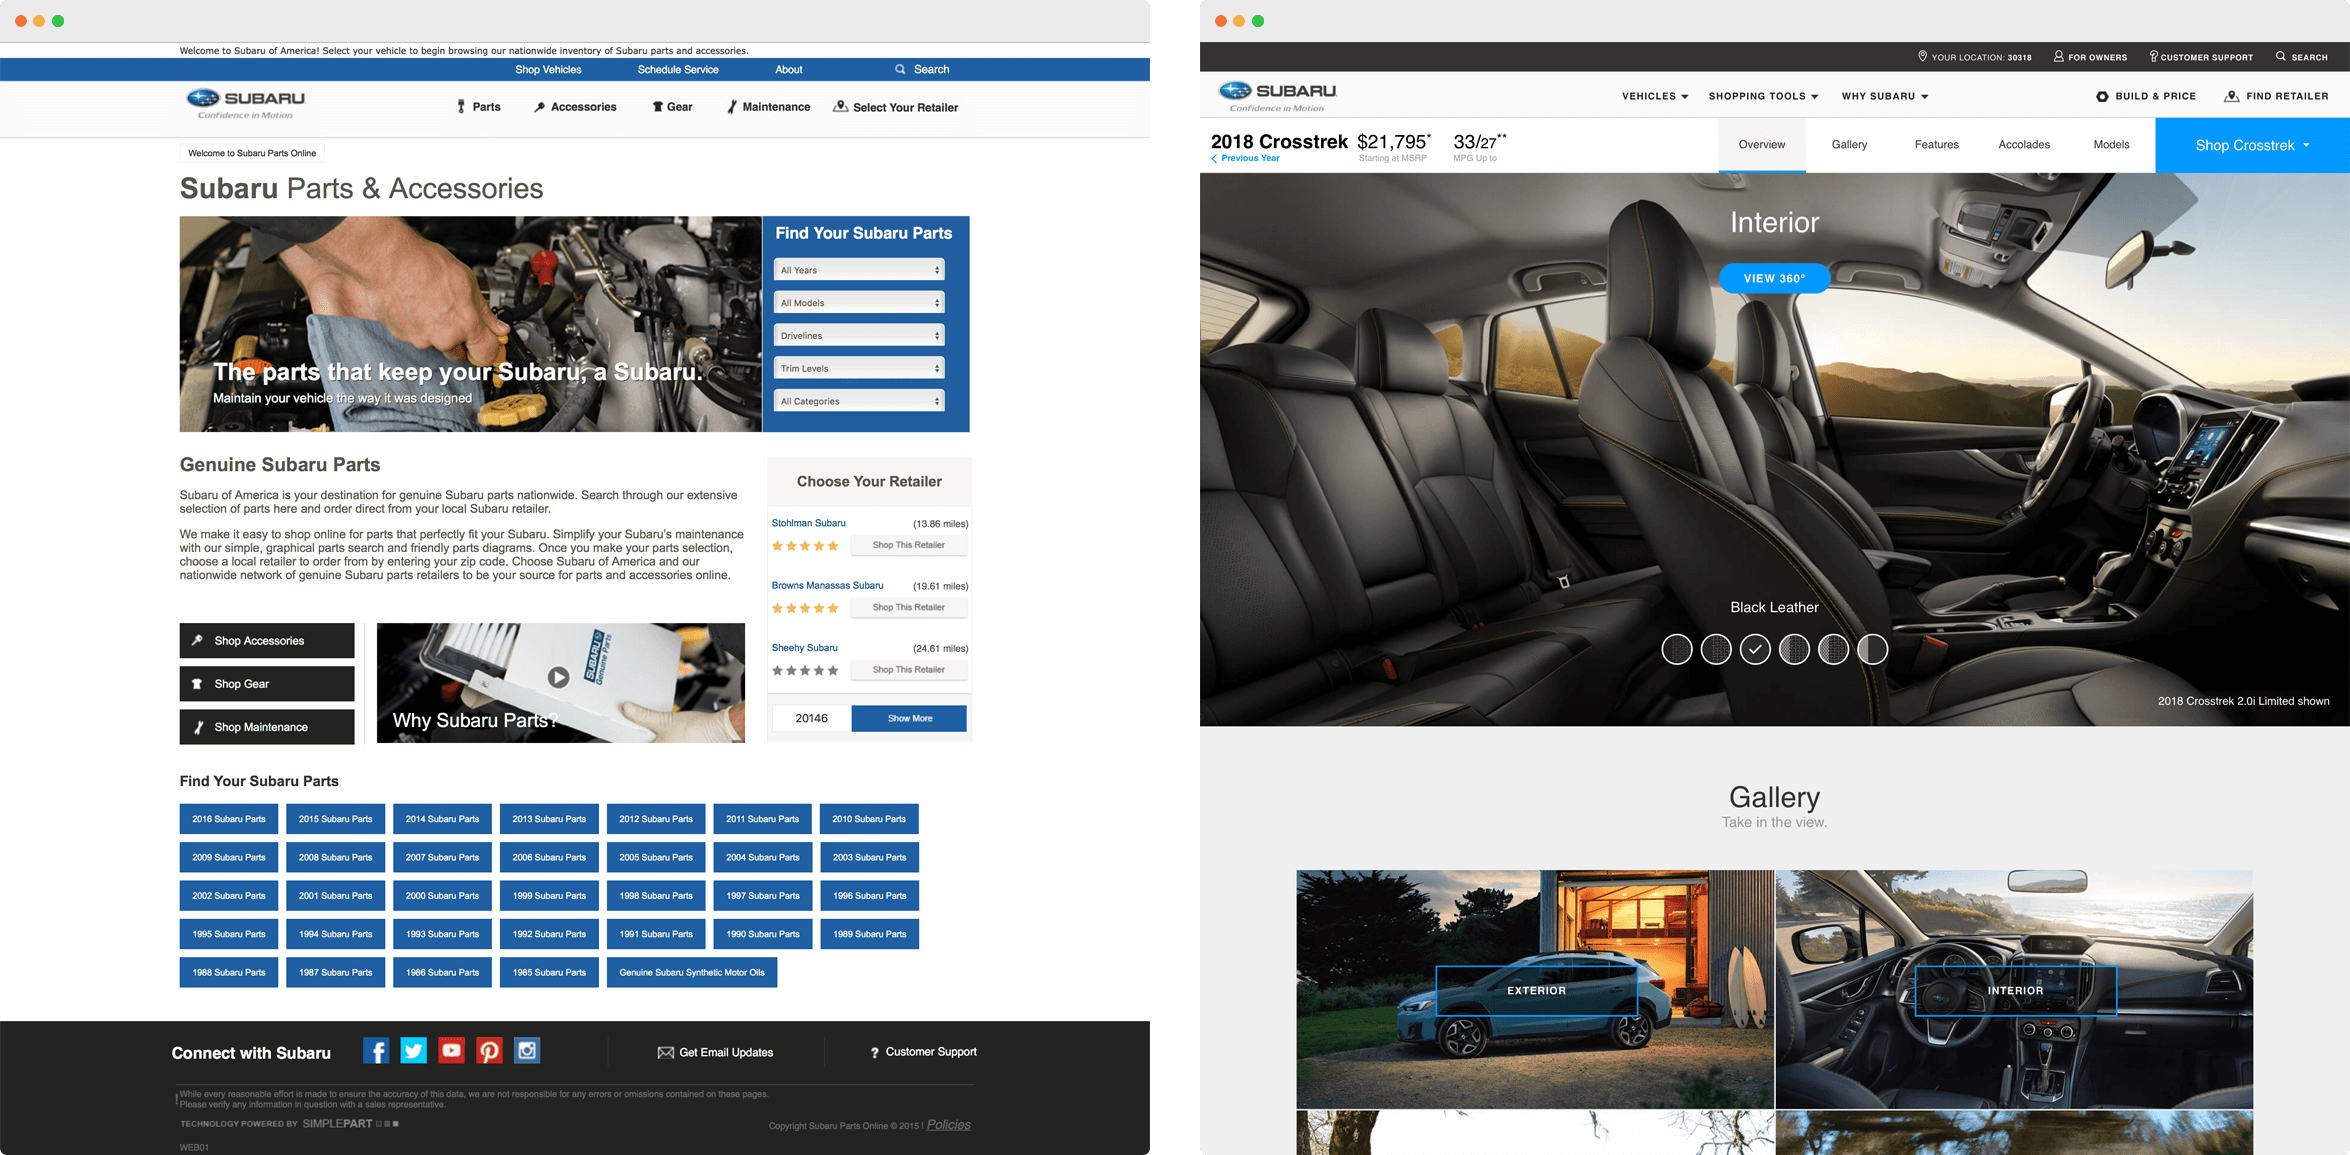 Welcome to Subaru of America! Select your vehicle to begin browsing our nationwide inventory of Subaru parts and accessories.
Shop Vehicles
Schedule Service
About
Search
SUBARU
Confidence in Motion
Parts
Accessories
Gear
Maintenance
Select Your Retailer
Welcome to Subaru Parts Online
Subaru Parts & Accessories
The parts that keep your Subaru, a Subaru.
Maintain your vehicle the way it was designed
Find Your Subaru Parts
All Years
All Models
Drivelines
Trim Levels
All Categories
Genuine Subaru Parts
Subaru of America is your destination for genuine Subaru parts nationwide. Search through our extensive
selection of parts here and order direct from your local Subaru retailer.
We make it easy to shop online for parts that perfectly fit your Subaru. Simplify your Subaru's maintenance
with our simple, graphical parts search and friendly parts diagrams. Once you make your parts selection,
choose a local retailer to order from by entering your zip code. Choose Subaru of America and our
nationwide network of genuine Subaru parts retailers to be your source for parts and accessories online.
Choose Your Retailer
Stohlman Subaru (13.86 miles)
Shop This Retailer
Browns Manassas Subaru (19.61 miles)
Shop This Retailer
Sheehy Subaru (24.61 miles)
Shop This Retailer
20146
Show More
Shop Accessories
Shop Gear
Shop Maintenance
SUBARU
Genuine Parts
Why Subaru Parts?
Find Your Subaru Parts
2016 Subaru Parts
2015 Subaru Parts
2014 Subaru Parts
2013 Subaru Parts
2012 Subaru Parts
2011 Subaru Parts
2010 Subaru Parts
2009 Subaru Parts
2008 Subaru Parts
2007 Subaru Parts
2006 Subaru Parts
2005 Subaru Parts
2004 Subaru Parts
2003 Subaru Parts
2002 Subaru Parts
2001 Subaru Parts
2000 Subaru Parts
1999 Subaru Parts
1998 Subaru Parts
1997 Subaru Parts
1996 Subaru Parts
1995 Subaru Parts
1994 Subaru Parts
1993 Subaru Parts
1992 Subaru Parts
1991 Subaru Parts
1990 Subaru Parts
1989 Subaru Parts
1988 Subaru Parts
1987 Subaru Parts
1986 Subaru Parts
1985 Subaru Parts
Genuine Subaru Synthetic Motor Oils
Connect with Subaru
Get Email Updates
Customer Support
While every reasonable effort is made to ensure the accuracy of this data, we are not responsible for any errors or omissions contained on these pages.
Please verify any information in question with a sales representative.
TECHNOLOGY POWERED BY SIMPLEPART
Copyright Subaru Parts Online © 2015 | Policies
WEB01
YOUR LOCATION: 30318
FOR OWNERS
CUSTOMER SUPPORT
SEARCH
SUBARU
Confidence in Motion
VEHICLES
SHOPPING TOOLS
WHY SUBARU
BUILD & PRICE
FIND RETAILER
2018 Crosstrek
Previous Year
$21,795*
Starting at MSRP
33/27**
MPG Up to
Overview
Gallery
Features
Accolades
Models
Shop Crosstrek
Interior
VIEW 360°
Black Leather
2018 Crosstrek 2.0i Limited shown
Gallery
Take in the view.
EXTERIOR
INTERIOR